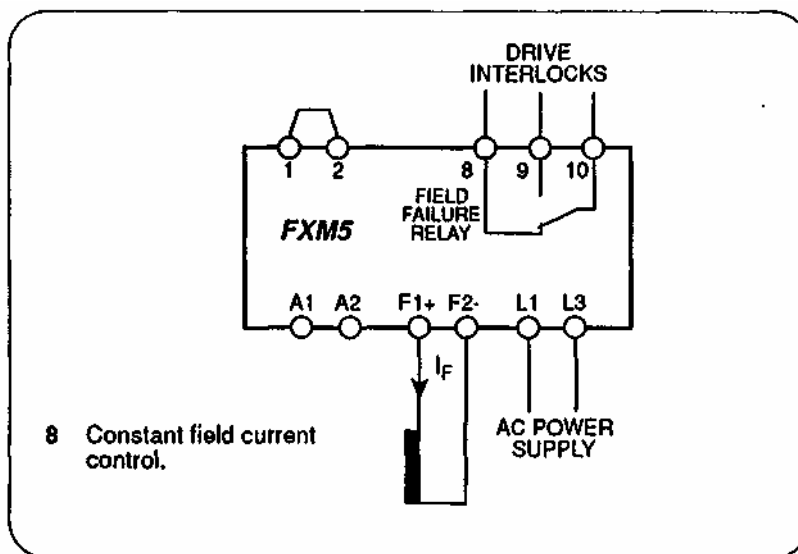 DRIVE
INTERLOCKS
1 2 8 9 10
FIELD
FAILURE
RELAY
FXM5
A1 A2 F1+ F2- L1 L3
IF
AC POWER
SUPPLY
8 Constant field current
control.